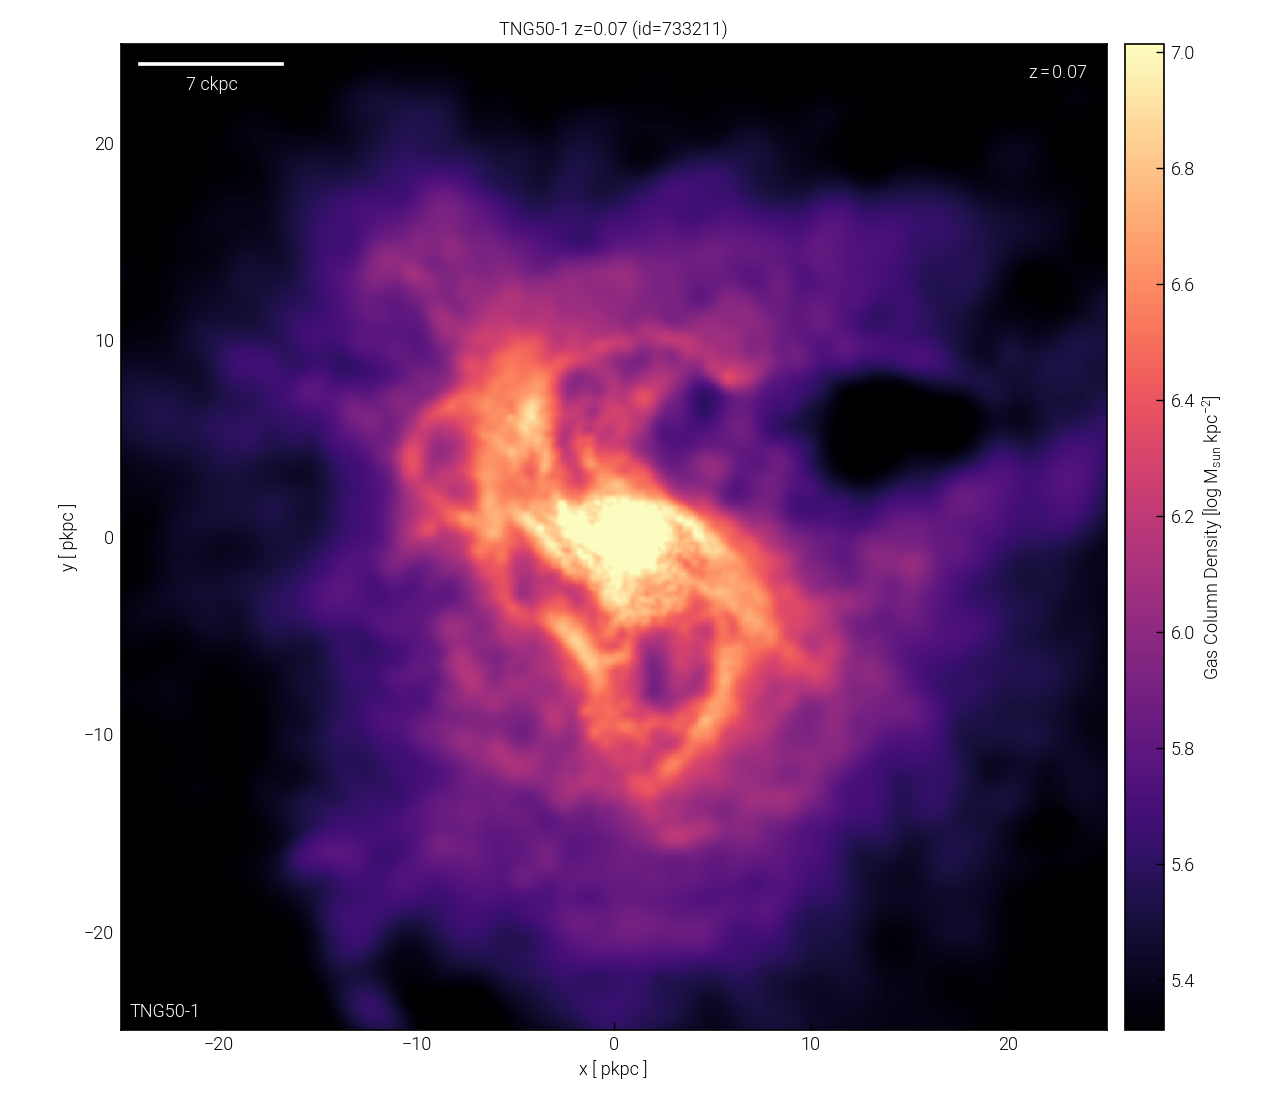 TNG50-1 z=0.07 (id=733211)
7 ckpc
z=0.07
20
10
0
−10
−20
y [ pkpc ]
TNG50-1
−20
−10
0
10
20
x [ pkpc ]
7.0
6.8
6.6
6.4
6.2
6.0
5.8
5.6
5.4
Gas Column Density [log M_sun kpc⁻²]